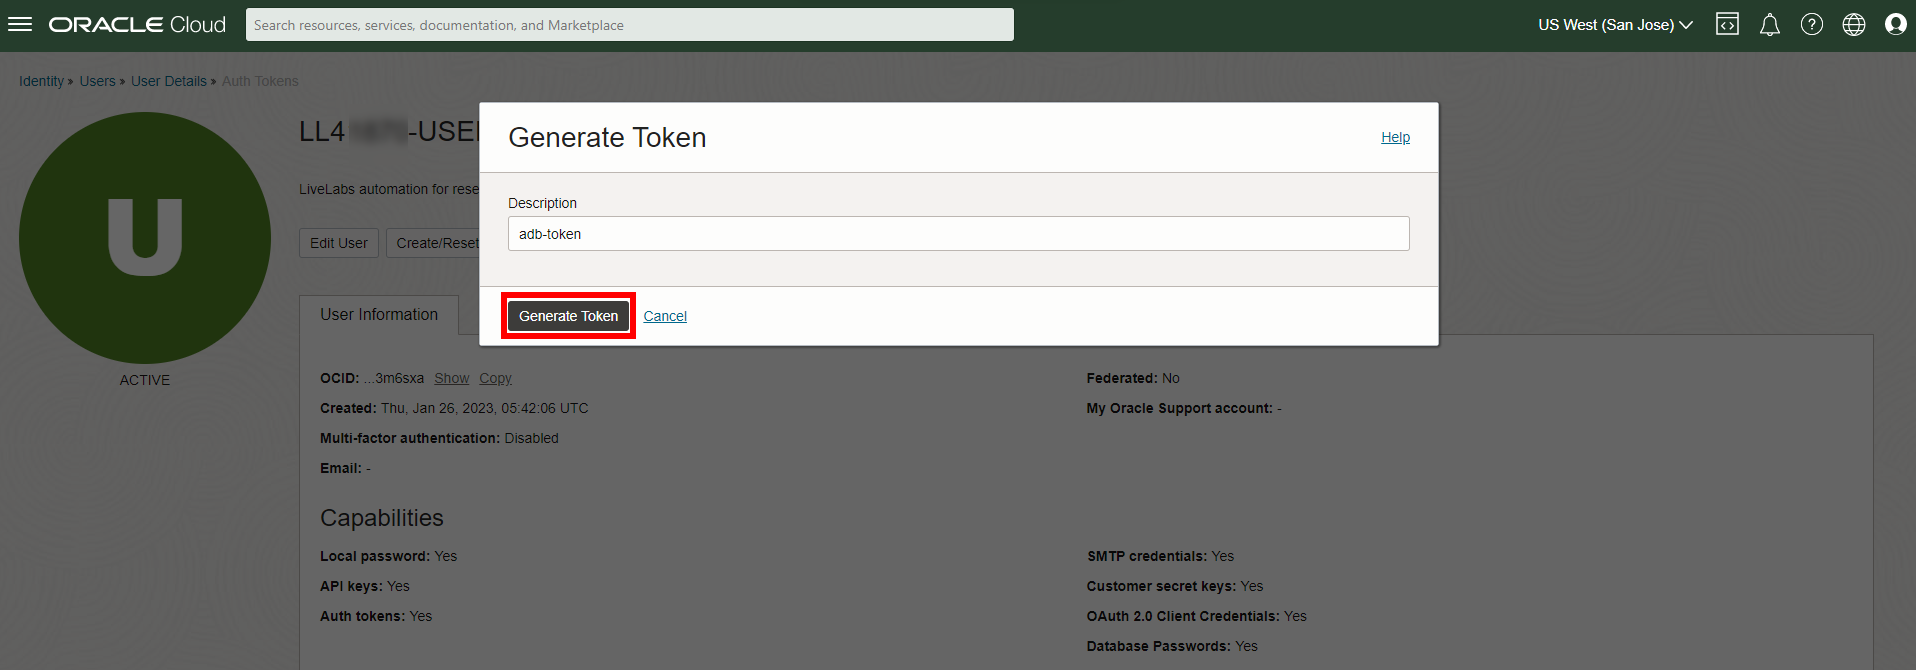 ORACLE Cloud
Search resources, services, documentation, and Marketplace
US West (San Jose)
Identity » Users » User Details » Auth Tokens
U
ACTIVE
LL4 -USE
LiveLabs automation for rese
Edit User
Create/Reset
Generate Token
Help
Description
adb-token
Generate Token
Cancel
User Information
OCID: ...3m6sxa Show Copy
Created: Thu, Jan 26, 2023, 05:42:06 UTC
Multi-factor authentication: Disabled
Email: -
Federated: No
My Oracle Support account: -
Capabilities
Local password: Yes
API keys: Yes
Auth tokens: Yes
SMTP credentials: Yes
Customer secret keys: Yes
OAuth 2.0 Client Credentials: Yes
Database Passwords: Yes